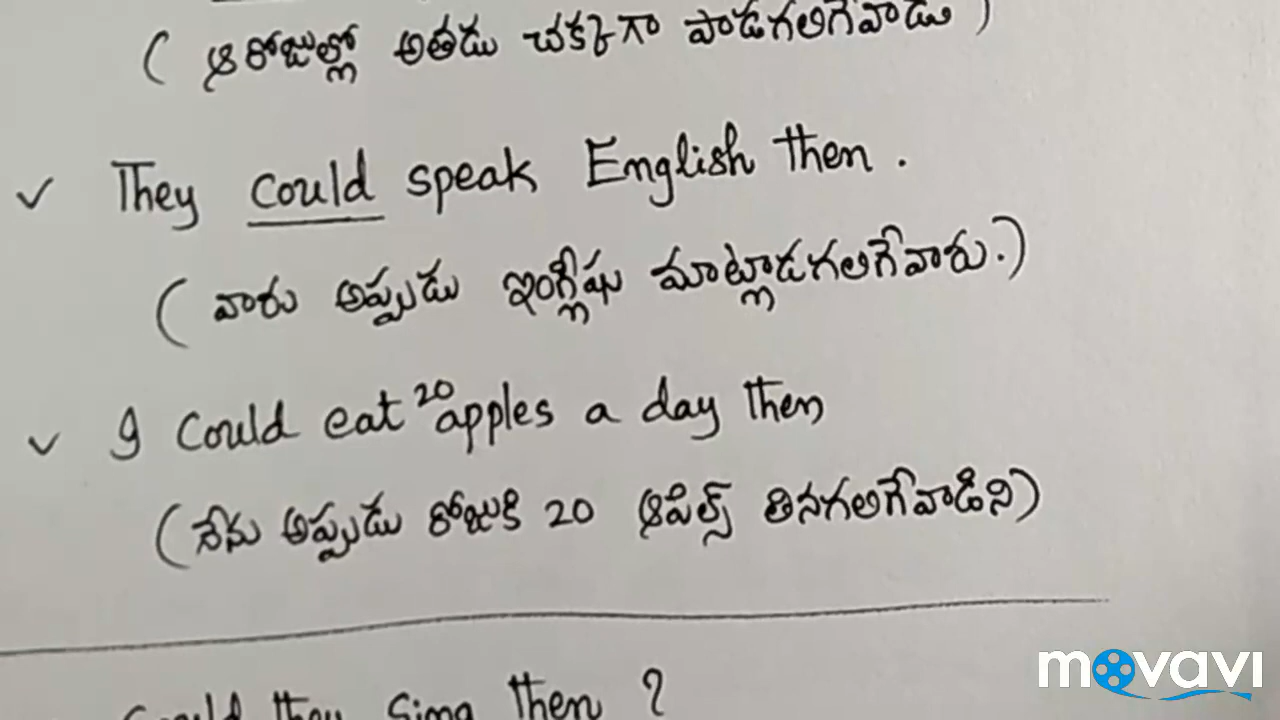 ( ఆ రోజుల్లో అతడు చక్కగా పాడగలిగేవాడు )
✓ They could speak English then .
( వారు అప్పుడు ఇంగ్లీషు మాట్లాడగలిగేవారు. )
✓ I Could eat 20 apples a day then
( నేను అప్పుడు రోజుకి 20 ఆపిల్స్ తినగలిగేవాడిని )
Could they sing then ?
movavi